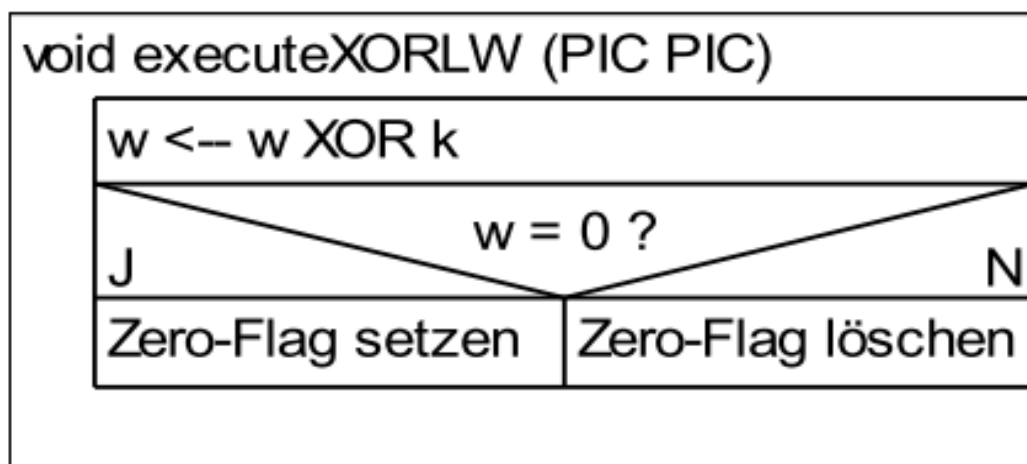 void executeXORLW (PIC PIC)
w <-- w XOR k
w = 0 ?
J N
Zero-Flag setzen Zero-Flag löschen